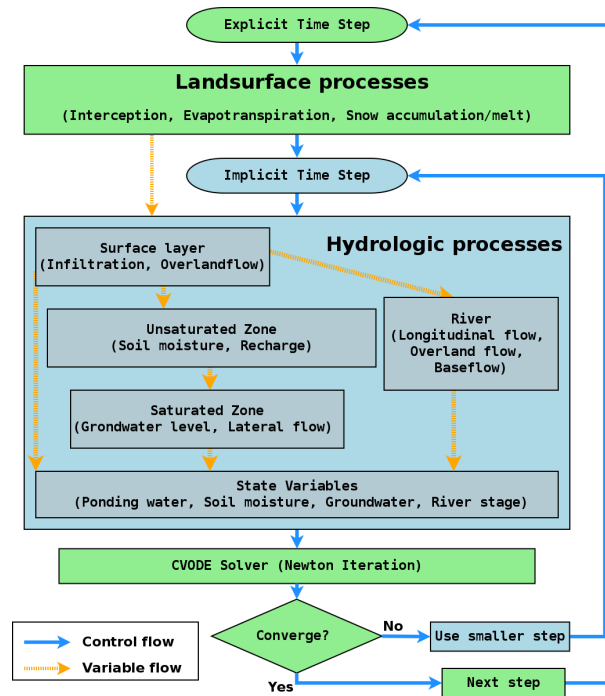 Explicit Time Step
Landsurface processes
(Interception, Evapotranspiration, Snow accumulation/melt)
Implicit Time Step
Hydrologic processes
Surface layer
(Infiltration, Overlandflow)
Unsaturated Zone
(Soil moisture, Recharge)
River
(Longitudinal flow,
Overland flow,
Baseflow)
Saturated Zone
(Grondwater level, Lateral flow)
State Variables
(Ponding water, Soil moisture, Groundwater, River stage)
CVODE Solver (Newton Iteration)
Converge?
No
Use smaller step
Yes
Next step
Control flow
Variable flow